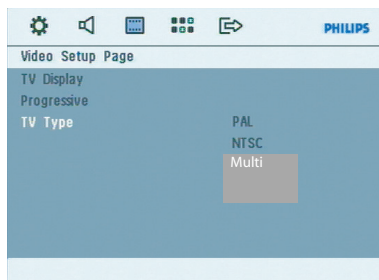 PHILIPS
Video Setup Page
TV Display
Progressive
TV Type
PAL
NTSC
Multi